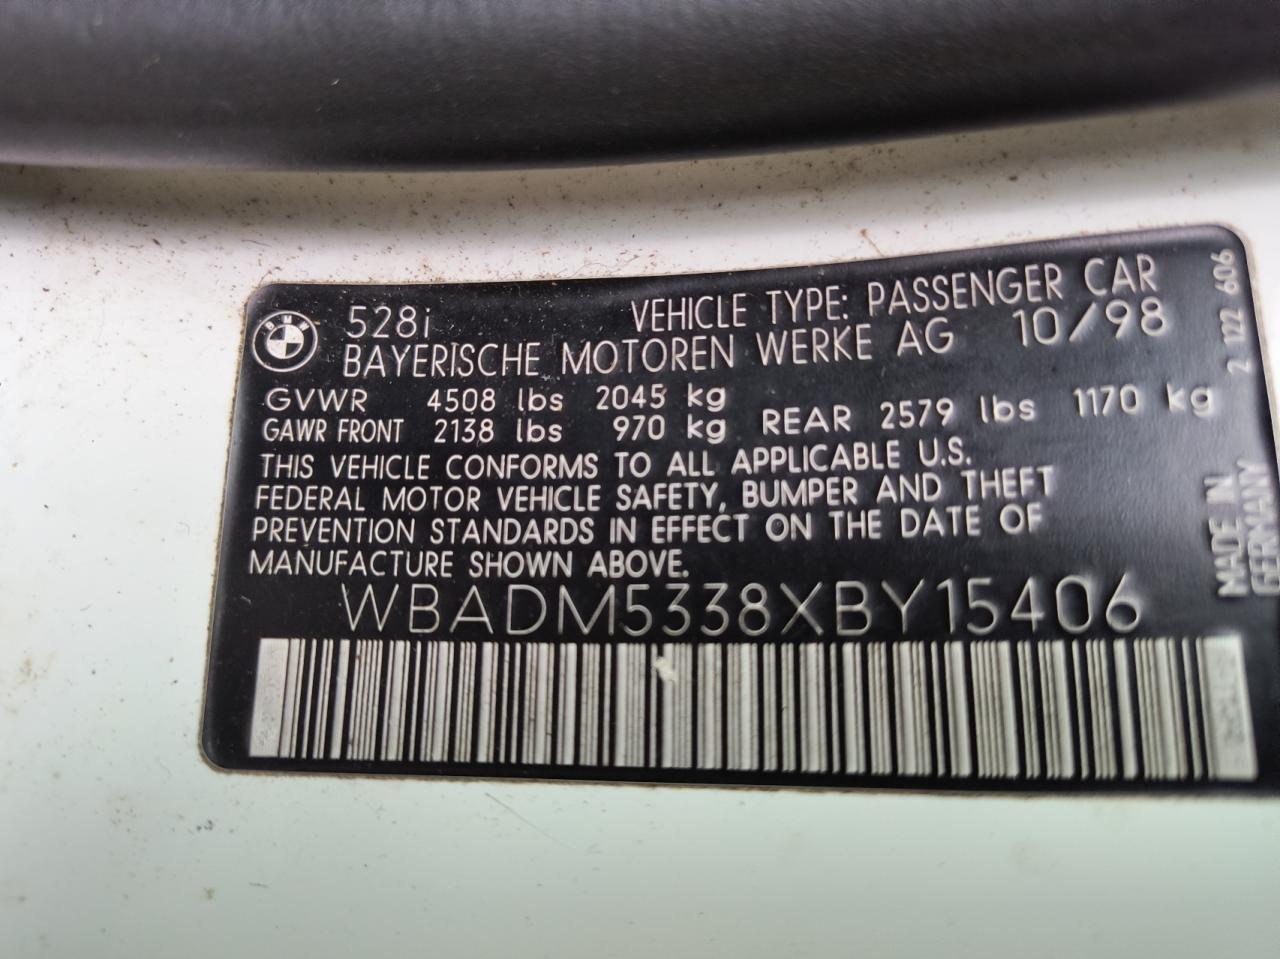 528i VEHICLE TYPE: PASSENGER CAR
BAYERISCHE MOTOREN WERKE AG 10/98
GVWR 4508 lbs 2045 kg
GAWR FRONT 2138 lbs 970 kg REAR 2579 lbs 1170 kg
THIS VEHICLE CONFORMS TO ALL APPLICABLE U.S.
FEDERAL MOTOR VEHICLE SAFETY, BUMPER AND THEFT
PREVENTION STANDARDS IN EFFECT ON THE DATE OF
MANUFACTURE SHOWN ABOVE.
WBADM5338XBY15406
2 122 606
MADE IN
GERMANY
BMW